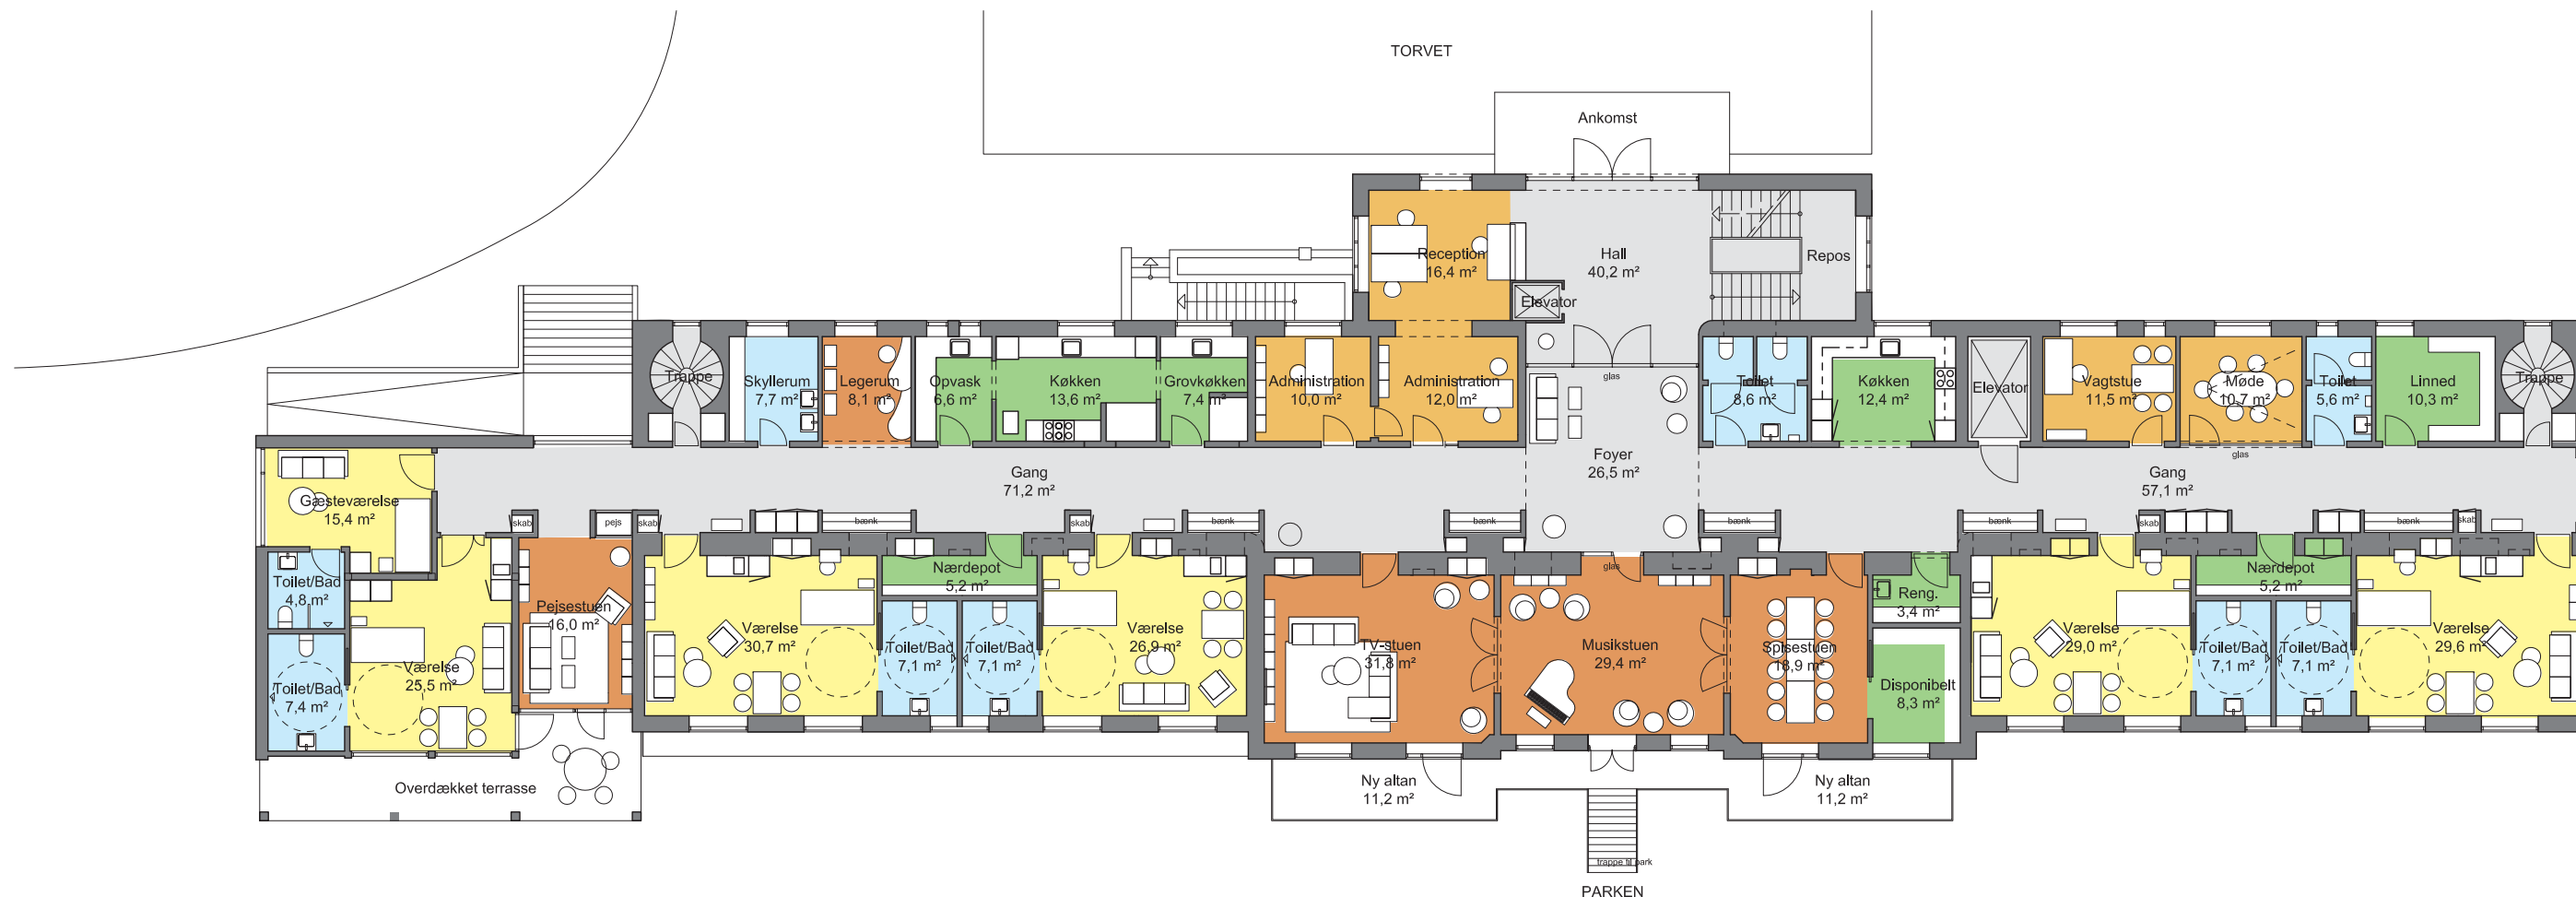 TORVET
Ankomst
Reception
16,4 m²
Hall
40,2 m²
Repos
Elevator
Trappe
Skyllerum
7,7 m²
Legerum
8,1 m²
Opvask
6,6 m²
Køkken
13,6 m²
Grovkøkken
7,4 m²
Administration
10,0 m²
Administration
12,0 m²
glas
Toilet
8,6 m²
Køkken
12,4 m²
Elevator
Vagtstue
11,5 m²
Møde
10,7 m²
Toilet
5,6 m²
Linned
10,3 m²
Trappe
Gæsteværelse
15,4 m²
Gang
71,2 m²
Foyer
26,5 m²
glas
Gang
57,1 m²
skab
pejs
skab
bænk
skab
bænk
bænk
bænk
bænk
skab
bænk
skab
Toilet/Bad
4,8 m²
Pejsestuen
16,0 m²
Nærdepot
5,2 m²
glas
Reng.
3,4 m²
Nærdepot
5,2 m²
Toilet/Bad
7,4 m²
Værelse
25,5 m²
Værelse
30,7 m²
Toilet/Bad
7,1 m²
Toilet/Bad
7,1 m²
Værelse
26,9 m²
TV-stuen
31,8 m²
Musikstuen
29,4 m²
Spisestuen
18,9 m²
Disponibelt
8,3 m²
Værelse
29,0 m²
Toilet/Bad
7,1 m²
Toilet/Bad
7,1 m²
Værelse
29,6 m²
Overdækket terrasse
Ny altan
11,2 m²
Ny altan
11,2 m²
trappe til park
PARKEN